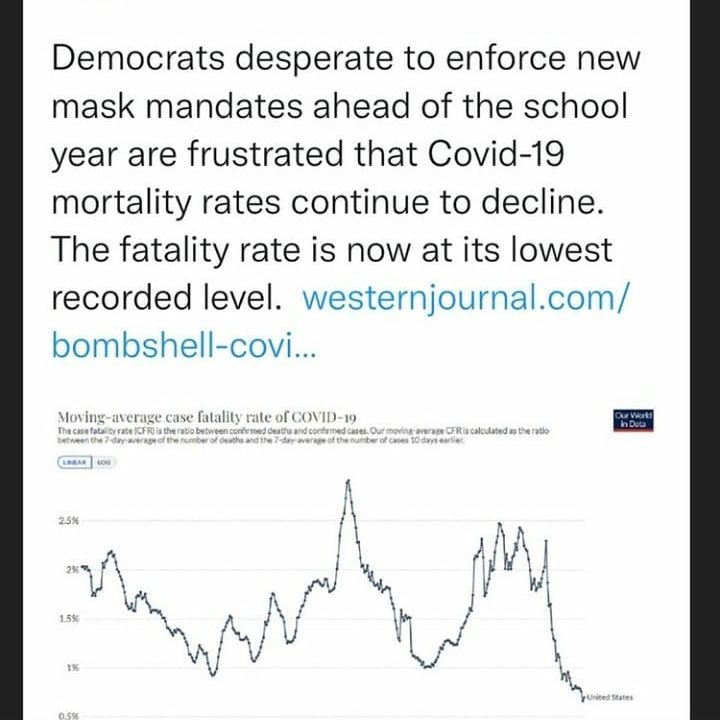 Democrats desperate to enforce new
mask mandates ahead of the school
year are frustrated that Covid-19
mortality rates continue to decline.
The fatality rate is now at its lowest
recorded level. westernjournal.com/
bombshell-covi...
Moving-average case fatality rate of COVID-19
Our World
in Data
The case fatality rate (CFR) is the ratio between confirmed deaths and confirmed cases. Our moving-average CFR is calculated as the ratio
between the 7-day-average of the number of deaths and the 7-day-average of the number of cases 10 days earlier.
LINEAR LOG
2.5%
2%
1.5%
1%
United States
0.5%